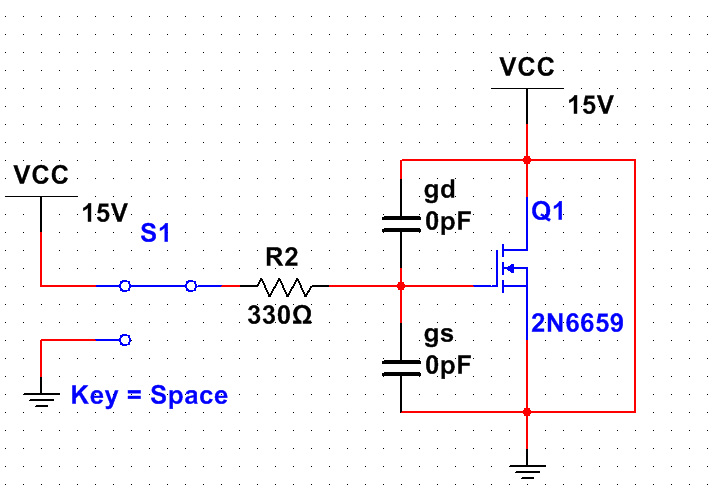 VCC
15V
VCC
15V
S1
gd
0pF
Q1
R2
330Ω
2N6659
gs
0pF
Key = Space